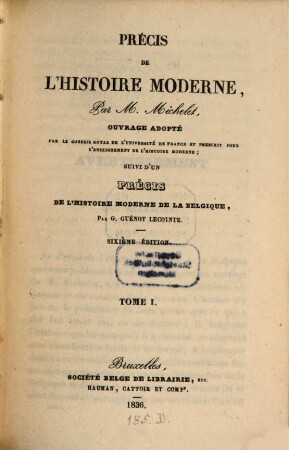 PRÉCIS
DE
L'HISTOIRE MODERNE,
Par M. Michelet,
OUVRAGE ADOPTÉ
PAR LE CONSEIL ROYAL DE L'UNIVERSITÉ DE FRANCE ET PRESCRIT POUR
L'ENSEIGNEMENT DE L'HISTOIRE MODERNE;
SUIVI D'UN
PRÉCIS
DE L'HISTOIRE MODERNE DE LA BELGIQUE,
PAR G. GUÉNOT LECOINTE.
SIXIÈME ÉDITION.
TOME I.
Bruxelles,
SOCIÉTÉ BELGE DE LIBRAIRIE, ETC.
HAUMAN, CATTOIR ET COMPe.
1836.
185. D.